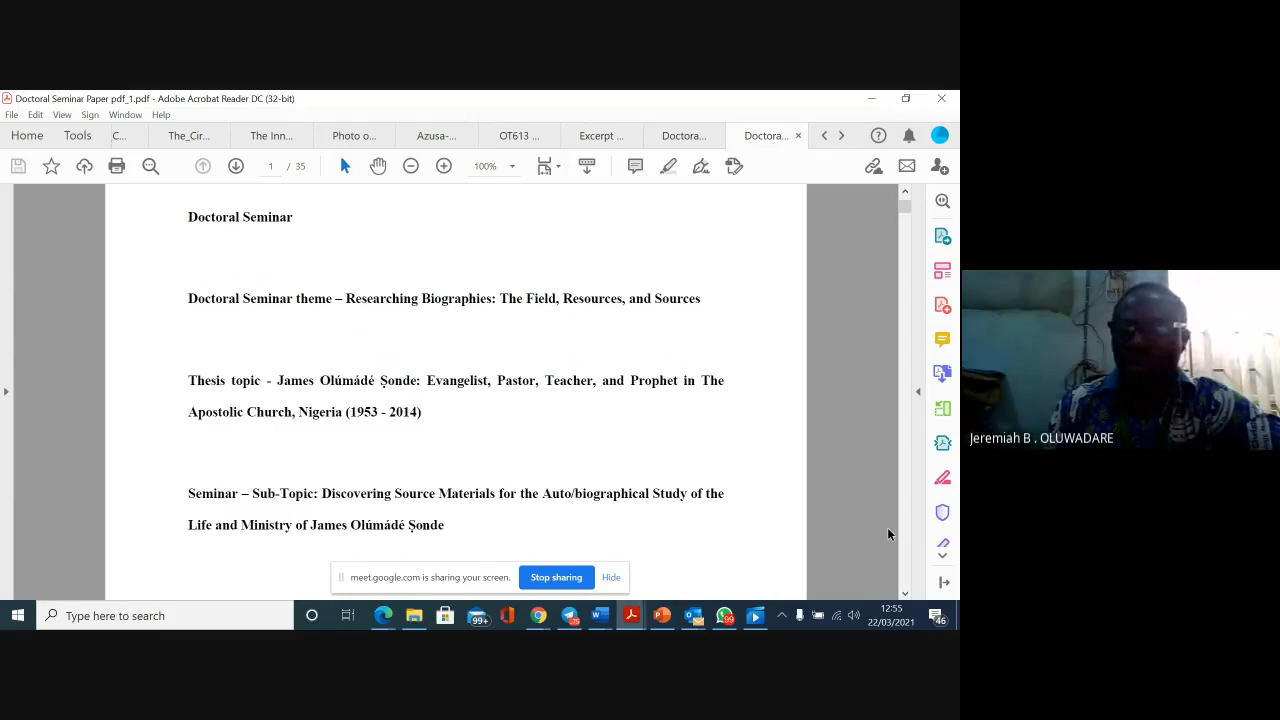 Doctoral Seminar Paper pdf_1.pdf - Adobe Acrobat Reader DC (32-bit)
File Edit View Sign Window Help
Home Tools C... The_Cir... The Inn... Photo o... Azusa-... OT613 ... Excerpt ... Doctora... Doctora... ×
1 / 35 100%
Doctoral Seminar
Doctoral Seminar theme – Researching Biographies: The Field, Resources, and Sources
Thesis topic - James Olúmádé Ṣonde: Evangelist, Pastor, Teacher, and Prophet in The
Apostolic Church, Nigeria (1953 - 2014)
Seminar – Sub-Topic: Discovering Source Materials for the Auto/biographical Study of the
Life and Ministry of James Olúmádé Ṣonde
meet.google.com is sharing your screen. Stop sharing Hide
Jeremiah B . OLUWADARE
Type here to search
99+
99
12:55
22/03/2021
46